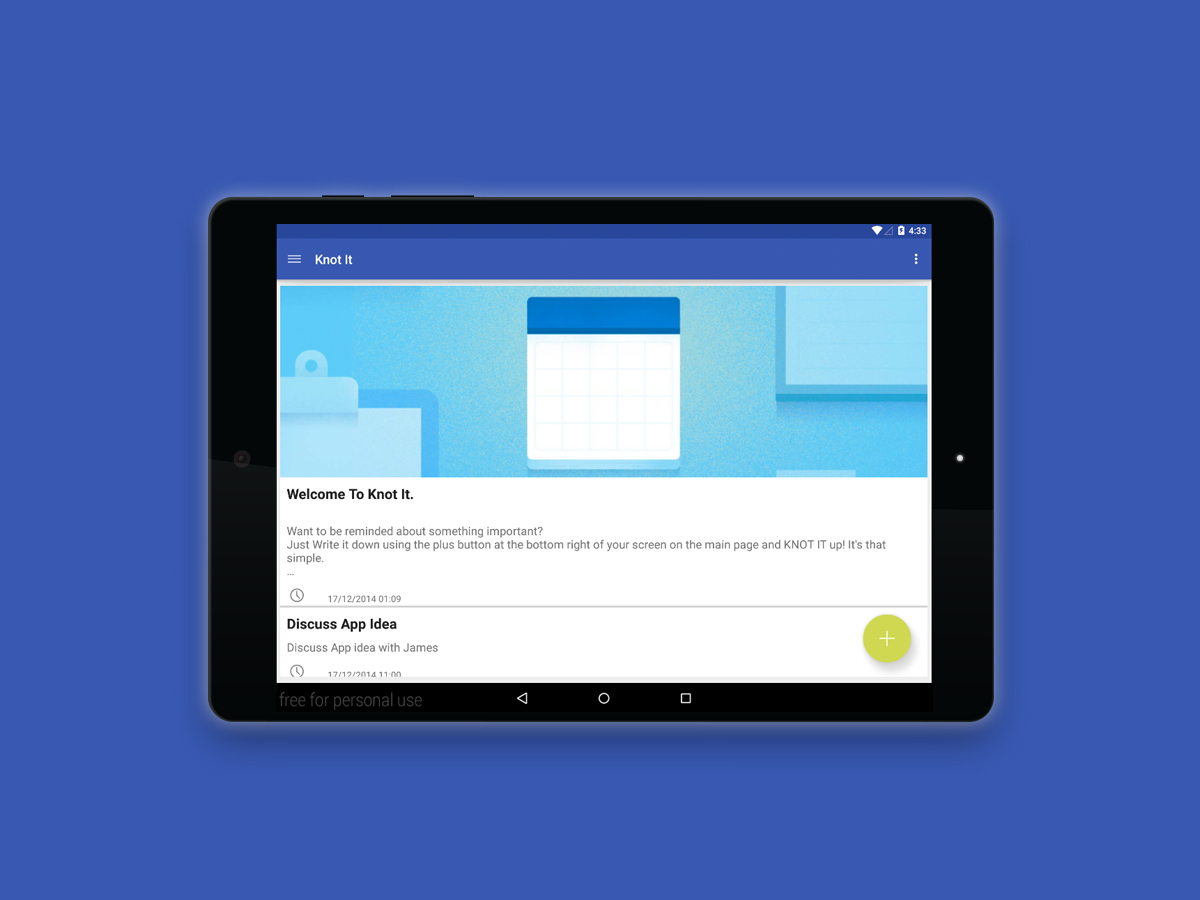 4:33
Knot It
Welcome To Knot It.
Want to be reminded about something important?
Just Write it down using the plus button at the bottom right of your screen on the main page and KNOT IT up! It's that
simple.
...
17/12/2014 01:09
Discuss App Idea
Discuss App idea with James
17/12/2014 11:00
free for personal use